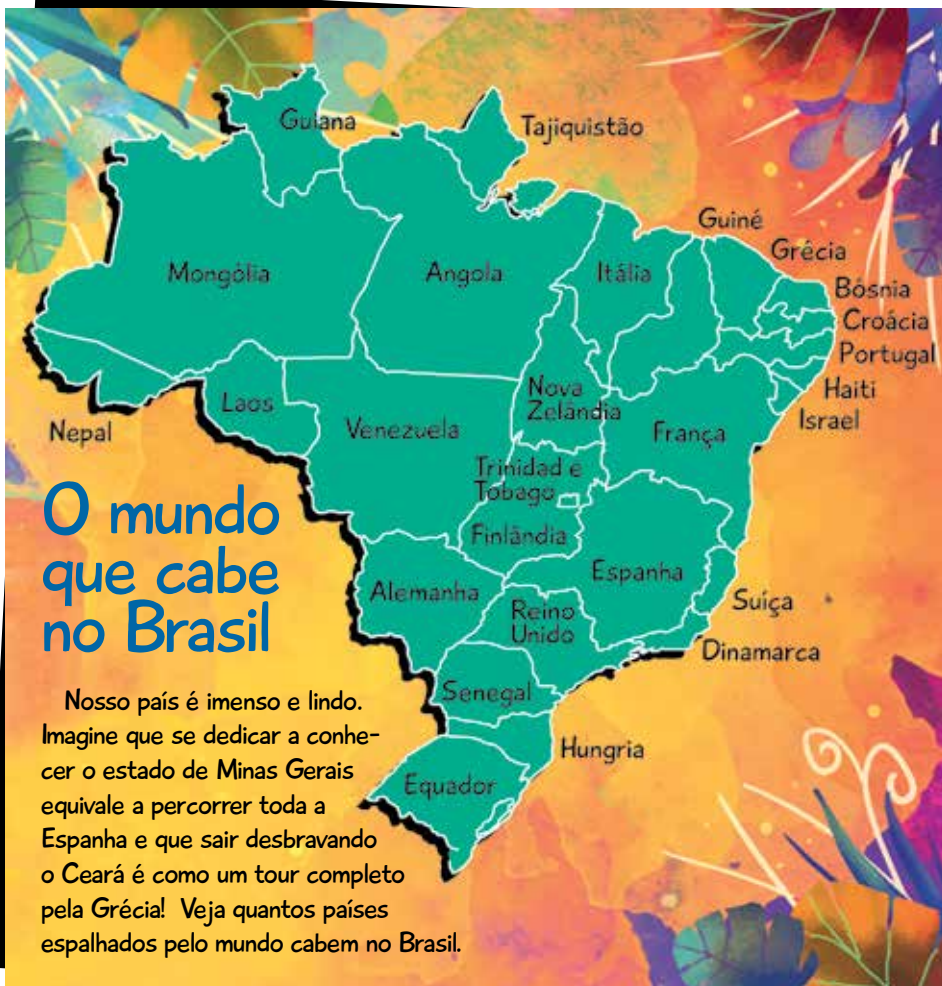 Guiana
Tajiquistão
Guiné
Grécia
Mongólia
Angola
Itália
Bósnia
Croácia
Portugal
Haiti
Israel
Nepal
Laos
Venezuela
Nova
Zelândia
França
Trinidad e
Tobago
Finlândia
Alemanha
Espanha
Reino
Unido
Suíça
Dinamarca
Senegal
Hungria
Equador
O mundo
que cabe
no Brasil
Nosso país é imenso e lindo.
Imagine que se dedicar a conhe-
cer o estado de Minas Gerais
equivale a percorrer toda a
Espanha e que sair desbravando
o Ceará é como um tour completo
pela Grécia! Veja quantos países
espalhados pelo mundo cabem no Brasil.